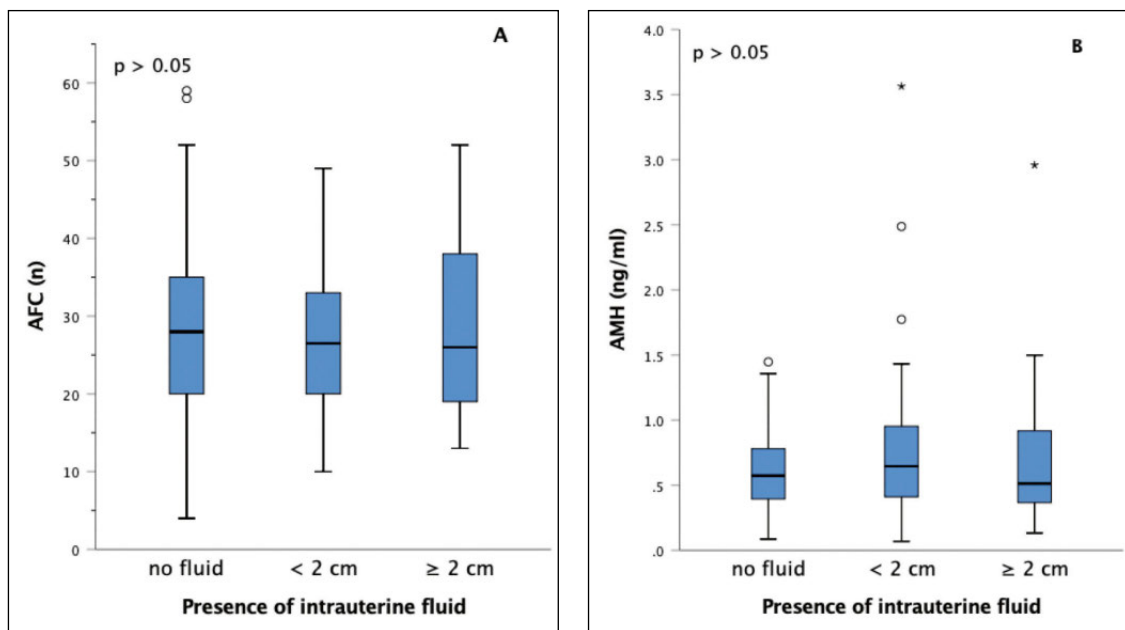 A
p > 0.05
60
50
40
30
20
10
0
AFC (n)
no fluid < 2 cm ≥ 2 cm
Presence of intrauterine fluid
B
p > 0.05
4.0
3.5
3.0
2.5
2.0
1.5
1.0
.5
.0
AMH (ng/ml)
no fluid < 2 cm ≥ 2 cm
Presence of intrauterine fluid